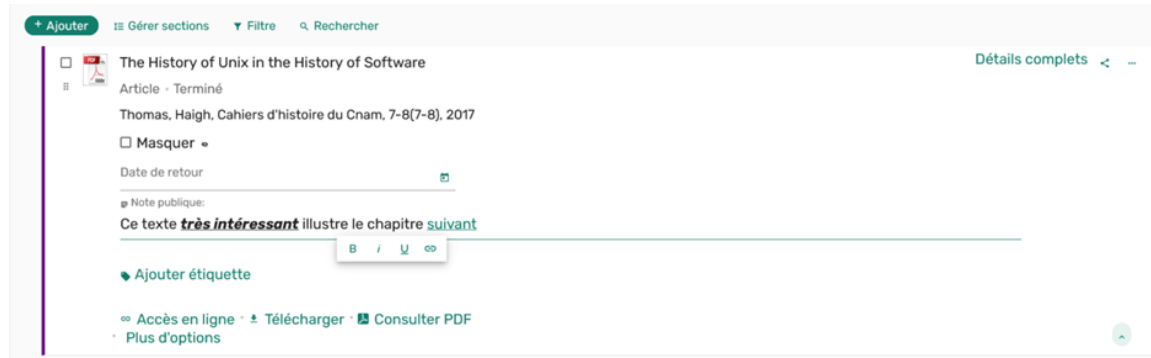 + Ajouter Gérer sections Filtre Rechercher
PDF The History of Unix in the History of Software Détails complets ...
Article - Terminé
Thomas, Haigh, Cahiers d'histoire du Cnam, 7-8(7-8), 2017
Masquer
Date de retour
Note publique:
Ce texte très intéressant illustre le chapitre suivant
B i U
Ajouter étiquette
Accès en ligne · Télécharger · Consulter PDF
· Plus d'options